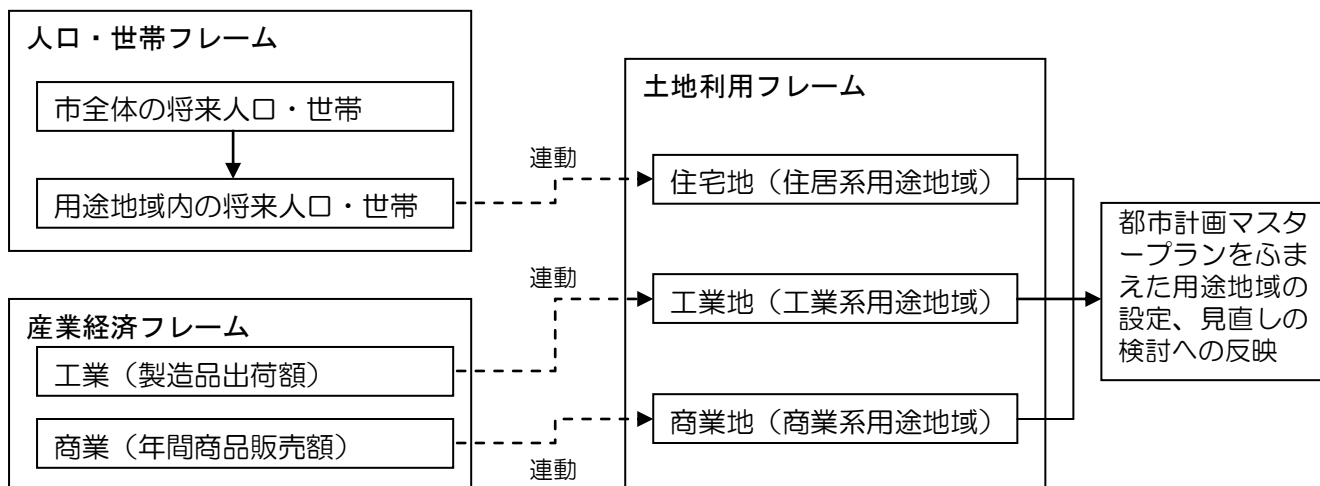 人口・世帯フレーム
市全体の将来人口・世帯
用途地域内の将来人口・世帯
産業経済フレーム
工業（製造品出荷額）
商業（年間商品販売額）
連動
連動
連動
土地利用フレーム
住宅地（住居系用途地域）
工業地（工業系用途地域）
商業地（商業系用途地域）
都市計画マスタ
ープランをふま
えた用途地域の
設定、見直しの
検討への反映